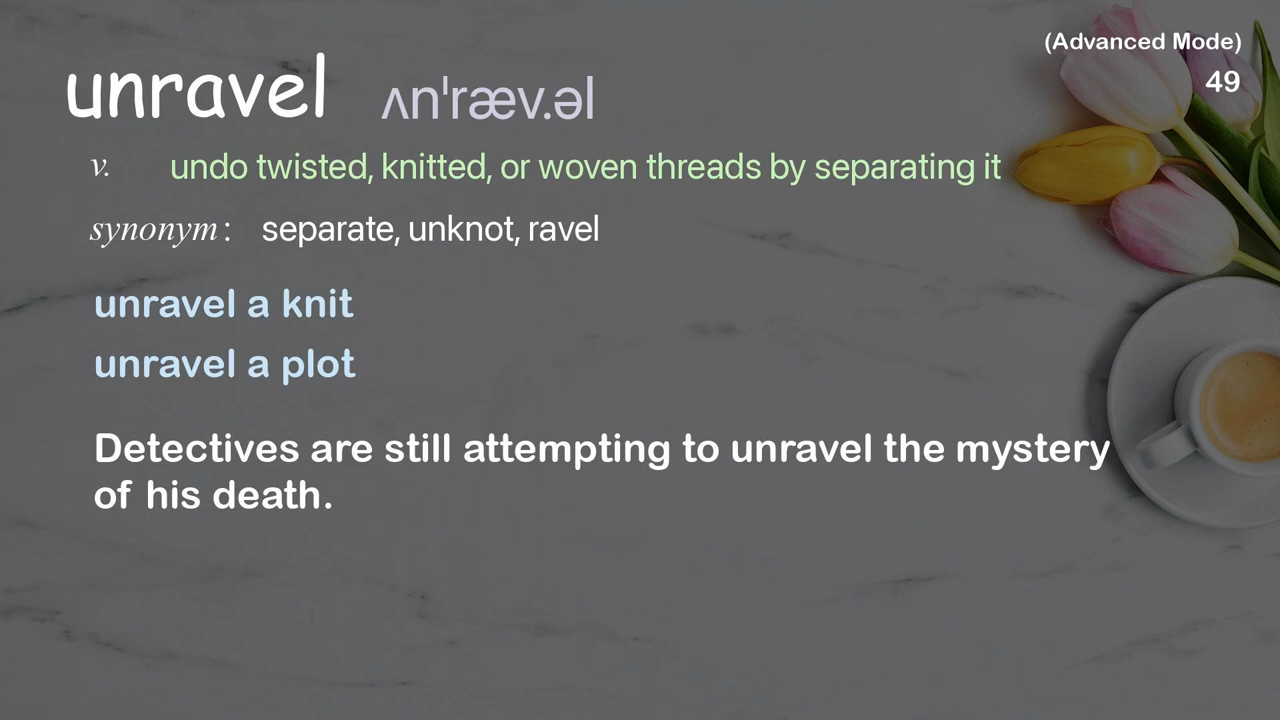 (Advanced Mode)
49
unravel ʌnˈræv.əl
v. undo twisted, knitted, or woven threads by separating it
synonym : separate, unknot, ravel
unravel a knit
unravel a plot
Detectives are still attempting to unravel the mystery
of his death.